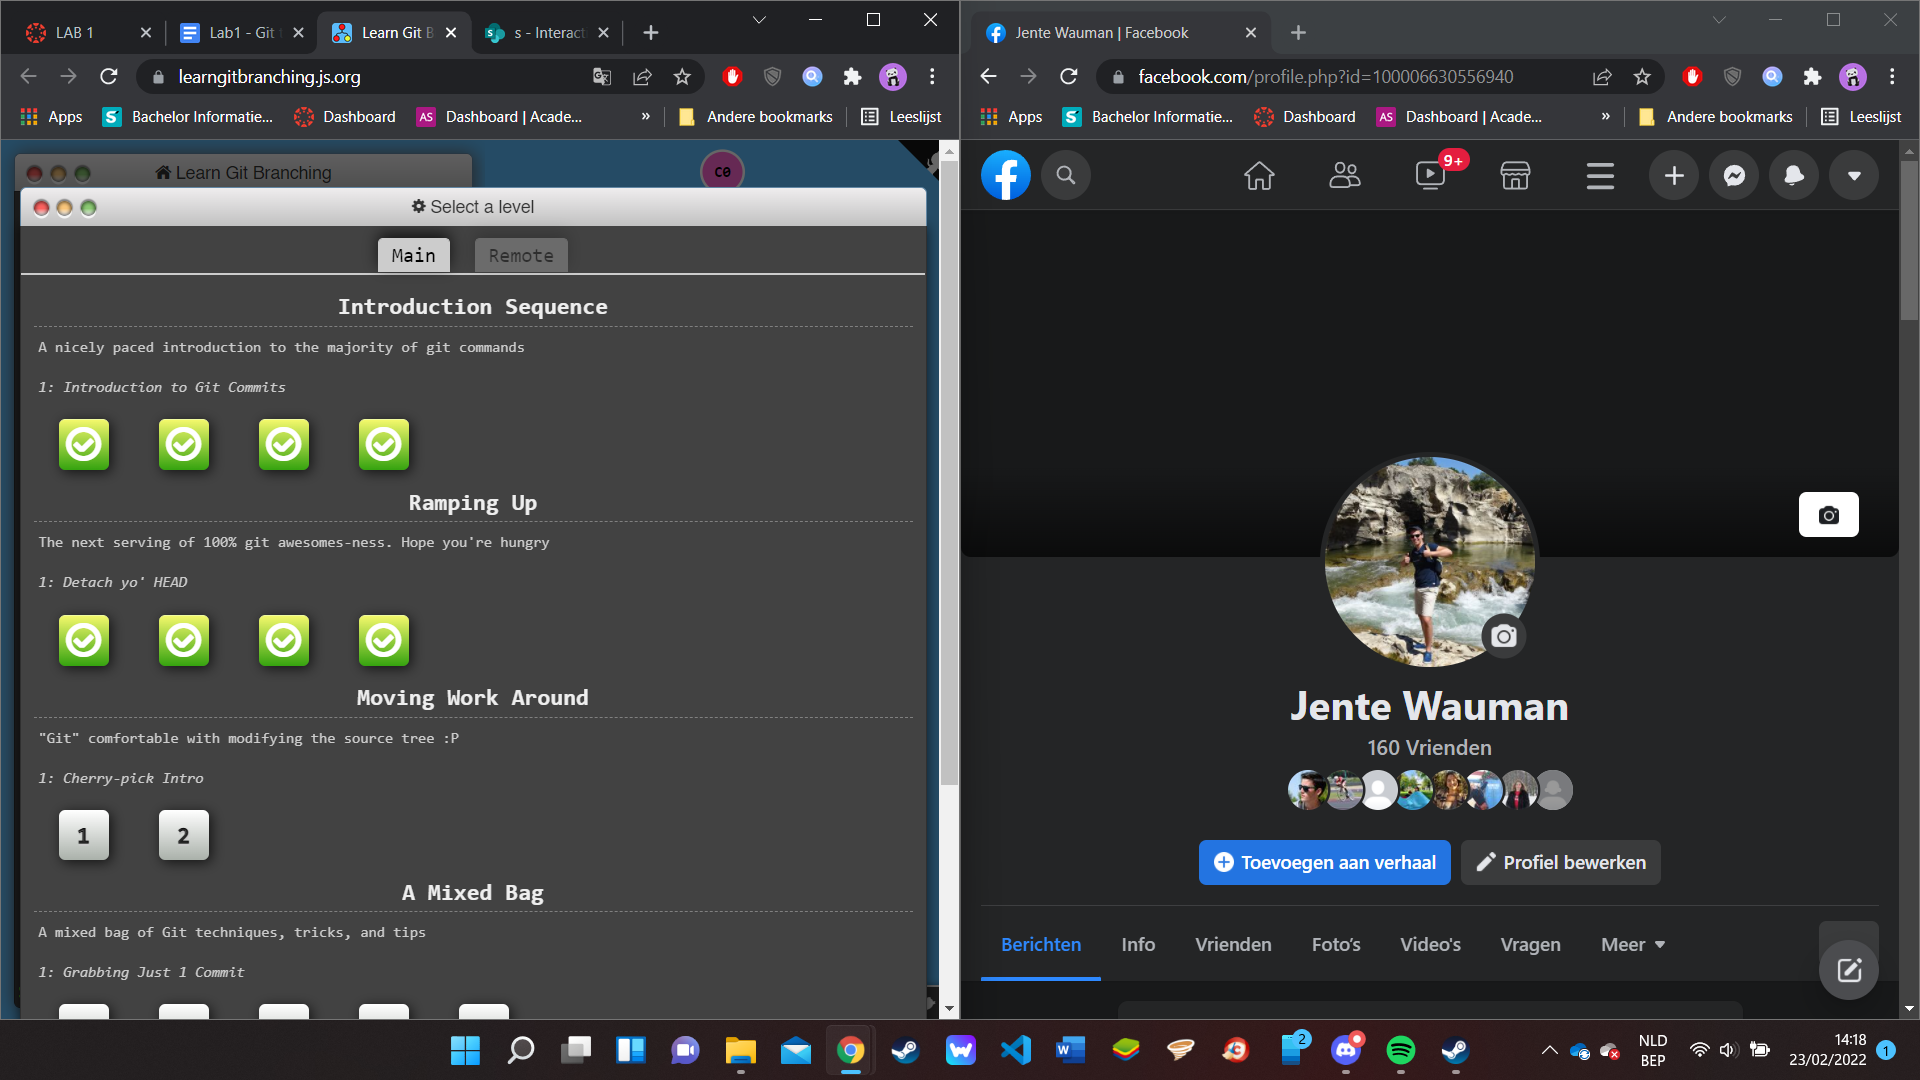 LAB 1
Lab1 - Git
Learn Git B
s - Interact
learngitbranching.js.org
Apps
Bachelor Informatie...
Dashboard
AS
Dashboard | Acade...
»
Andere bookmarks
Leeslijst
Learn Git Branching
C0
Select a level
Main
Remote
Introduction Sequence
A nicely paced introduction to the majority of git commands
1: Introduction to Git Commits
Ramping Up
The next serving of 100% git awesomes-ness. Hope you're hungry
1: Detach yo' HEAD
Moving Work Around
"Git" comfortable with modifying the source tree :P
1: Cherry-pick Intro
1
2
A Mixed Bag
A mixed bag of Git techniques, tricks, and tips
1: Grabbing Just 1 Commit
Jente Wauman | Facebook
facebook.com/profile.php?id=100006630556940
Apps
Bachelor Informatie...
Dashboard
AS
Dashboard | Acade...
»
Andere bookmarks
Leeslijst
9+
Jente Wauman
160 Vrienden
Toevoegen aan verhaal
Profiel bewerken
Berichten
Info
Vrienden
Foto's
Video's
Vragen
Meer
2
NLD
BEP
14:18
23/02/2022
1